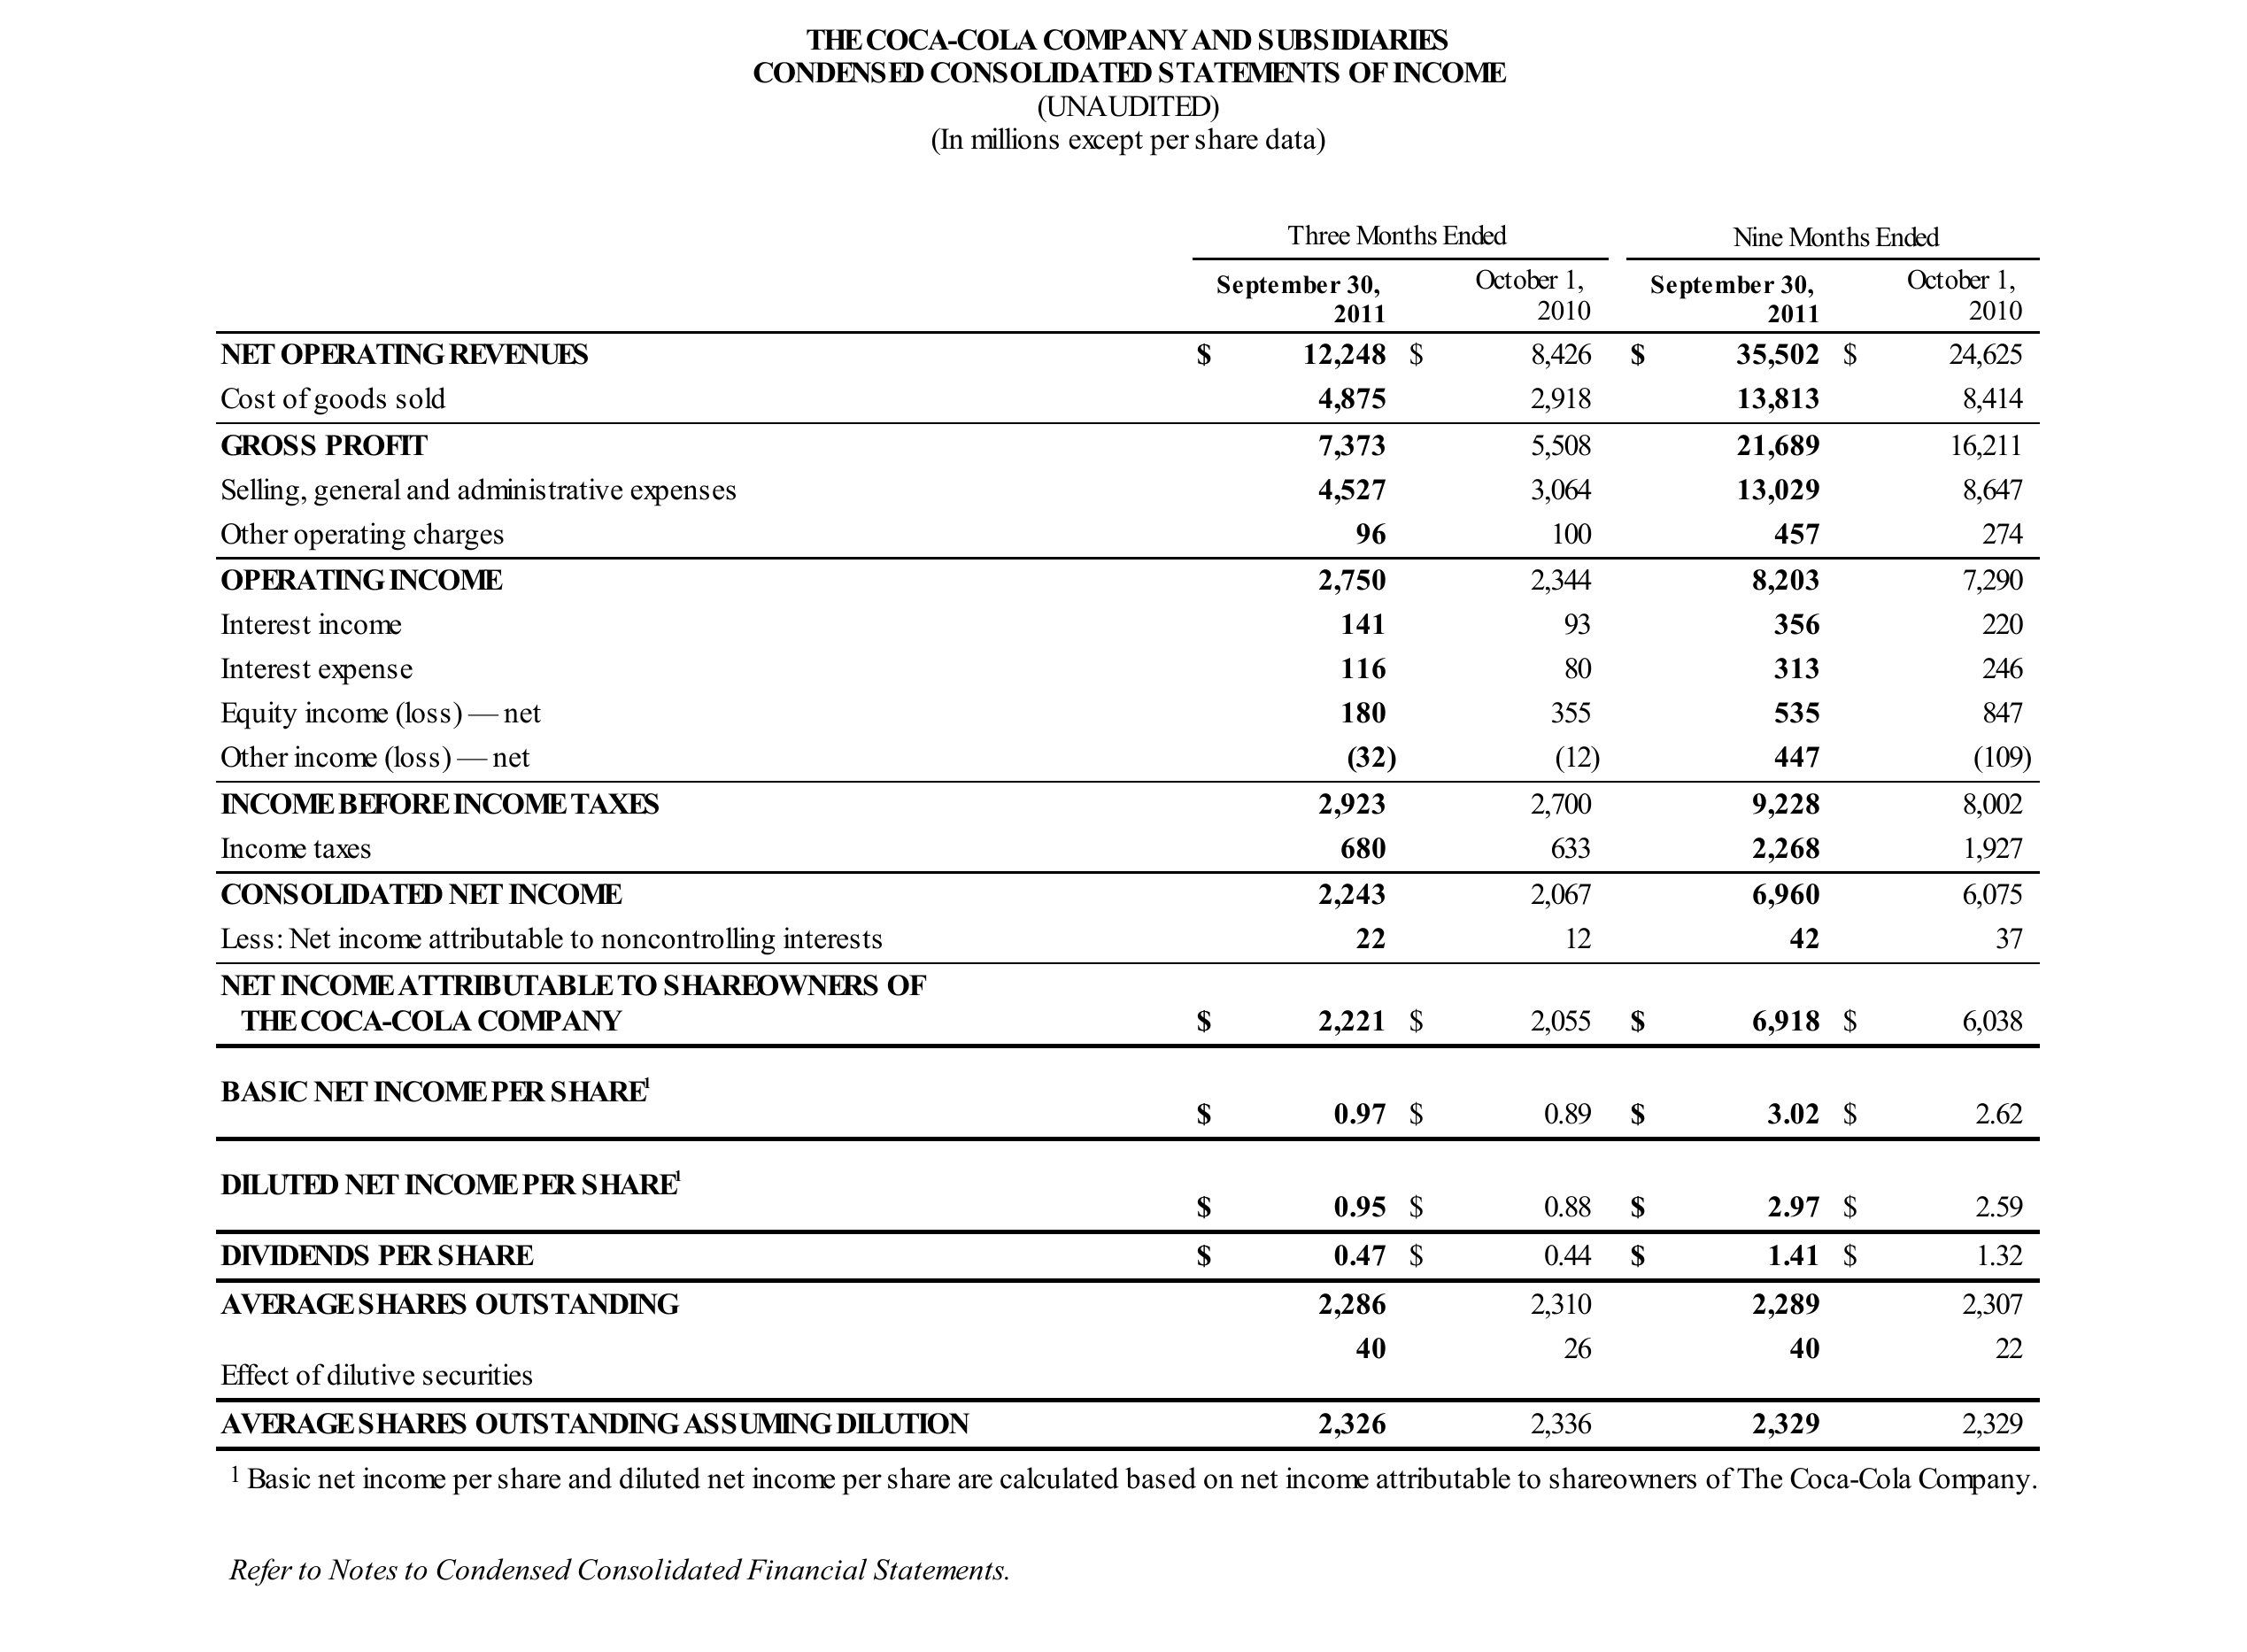 THE COCA-COLA COMPANY AND SUBSIDIARIES
CONDENSED CONSOLIDATED STATEMENTS OF INCOME
(UNAUDITED)
(In millions except per share data)
Three Months Ended Nine Months Ended
September 30, 2011 October 1, 2010 September 30, 2011 October 1, 2010
NET OPERATING REVENUES $ 12,248 $ 8,426 $ 35,502 $ 24,625
Cost of goods sold 4,875 2,918 13,813 8,414
GROSS PROFIT 7,373 5,508 21,689 16,211
Selling, general and administrative expenses 4,527 3,064 13,029 8,647
Other operating charges 96 100 457 274
OPERATING INCOME 2,750 2,344 8,203 7,290
Interest income 141 93 356 220
Interest expense 116 80 313 246
Equity income (loss) — net 180 355 535 847
Other income (loss) — net (32) (12) 447 (109)
INCOME BEFORE INCOME TAXES 2,923 2,700 9,228 8,002
Income taxes 680 633 2,268 1,927
CONSOLIDATED NET INCOME 2,243 2,067 6,960 6,075
Less: Net income attributable to noncontrolling interests 22 12 42 37
NET INCOME ATTRIBUTABLE TO SHAREOWNERS OF
THE COCA-COLA COMPANY $ 2,221 $ 2,055 $ 6,918 $ 6,038
BASIC NET INCOME PER SHARE¹ $ 0.97 $ 0.89 $ 3.02 $ 2.62
DILUTED NET INCOME PER SHARE¹ $ 0.95 $ 0.88 $ 2.97 $ 2.59
DIVIDENDS PER SHARE $ 0.47 $ 0.44 $ 1.41 $ 1.32
AVERAGE SHARES OUTSTANDING 2,286 2,310 2,289 2,307
Effect of dilutive securities 40 26 40 22
AVERAGE SHARES OUTSTANDING ASSUMING DILUTION 2,326 2,336 2,329 2,329
¹ Basic net income per share and diluted net income per share are calculated based on net income attributable to shareowners of The Coca-Cola Company.
Refer to Notes to Condensed Consolidated Financial Statements.